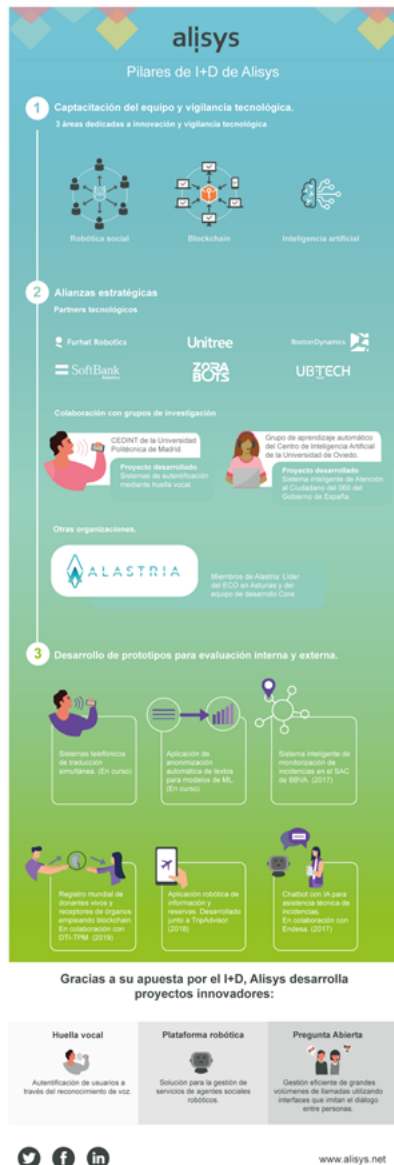 alisys
Pilares de I+D de Alisys
1
Captacitación del equipo y vigilancia tecnológica.
3 áreas dedicadas a innovación y vigilancia tecnológica
Robótica social
Blockchain
Inteligencia artificial
2
Alianzas estratégicas
Partners tecnológicos
Furhat Robotics
Unitree
BostonDynamics
SoftBank
Robotics
ZORA
BOTS
UBTECH
Colaboración con grupos de investigación
CEDINT de la Universidad
Politécnica de Madrid.
Proyecto desarrollado
Sistemas de autentificación
mediante huella vocal.
Grupo de aprendizaje automático
del Centro de Inteligencia Artificial
de la Universidad de Oviedo.
Proyecto desarrollado
Sistema inteligente de Atención
al Ciudadano del 060 del
Gobierno de España
Otras organizaciones.
ALASTRIA
Miembros de Alastria: Líder
del ECO en Asturias y del
equipo de desarrollo Core.
3
Desarrollo de prototipos para evaluación interna y externa.
Sistemas telefónicos
de traducción
simultánea. (En curso)
Aplicación de
anonimización
automática de textos
para modelos de ML.
(En curso)
Sistema inteligente de
monitorización de
incidencias en el SAC
de BBVA. (2017)
Registro mundial de
donantes vivos y
receptores de órganos
empleando blockchain.
En colaboración con
DTI-TPM. (2019)
Aplicación robótica de
información y
reservas. Desarrollado
junto a TripAdvisor.
(2018)
Chatbot con IA para
asistencia técnica de
incidencias.
En colaboración con
Endesa. (2017)
Gracias a su apuesta por el I+D, Alisys desarrolla
proyectos innovadores:
Huella vocal
Autentificación de usuarios a
través del reconocimiento de voz.
Plataforma robótica
Solución para la gestión de
servicios de agentes sociales
robóticos.
Pregunta Abierta
Gestión eficiente de grandes
volúmenes de llamadas utilizando
interfaces que imitan el diálogo
entre personas.
www.alisys.net